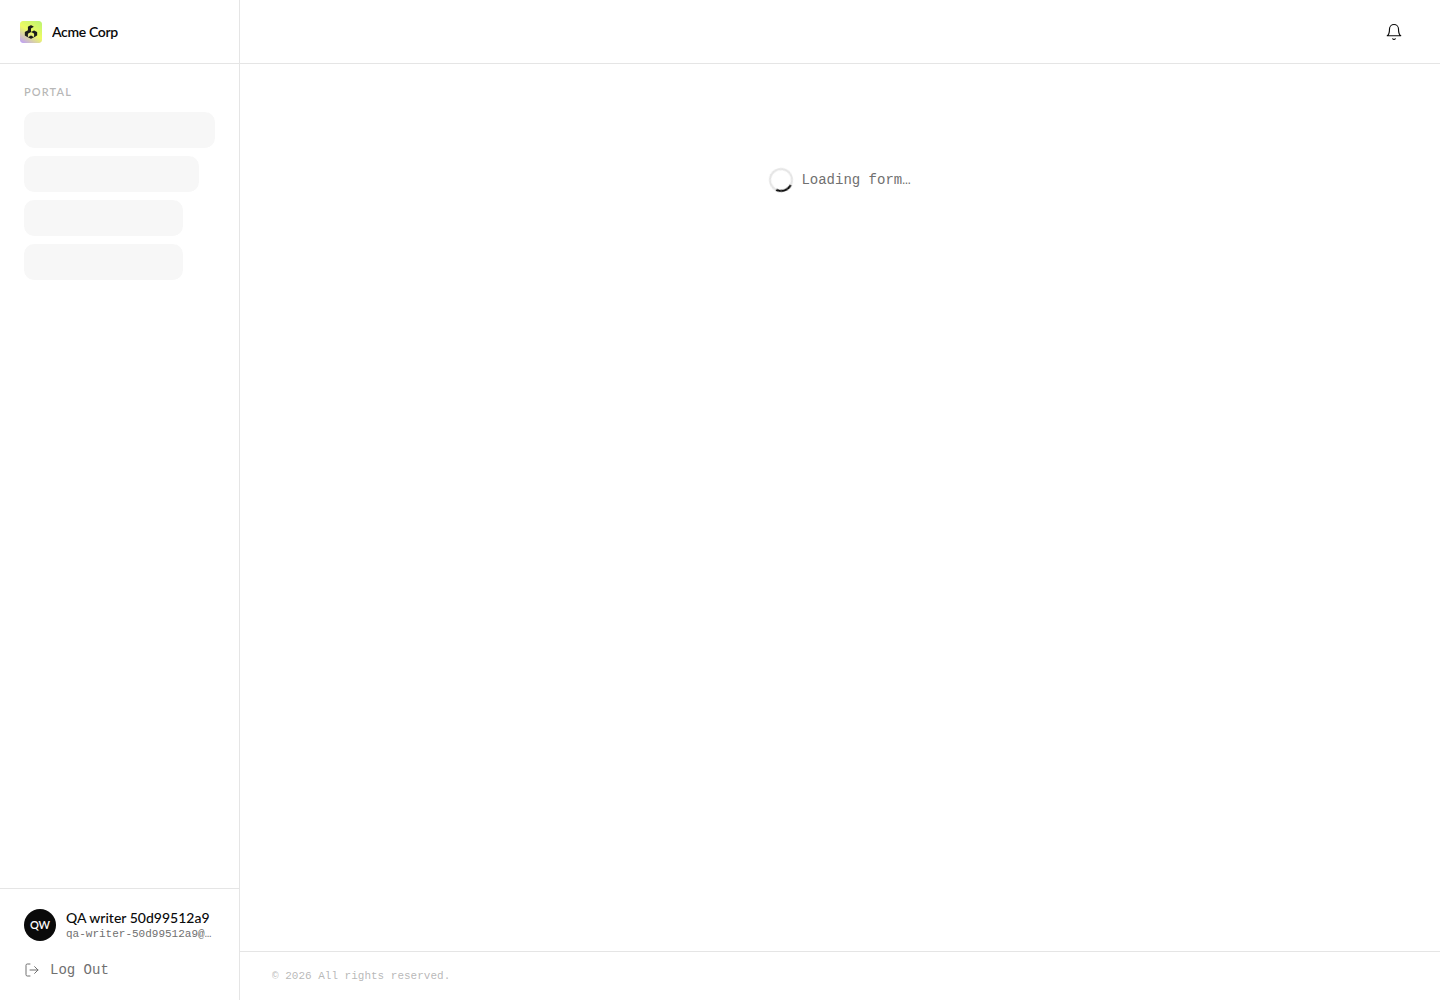 Acme Corp
PORTAL
Loading form…
QW
QA writer 50d99512a9
qa-writer-50d99512a9@…
Log Out
© 2026 All rights reserved.